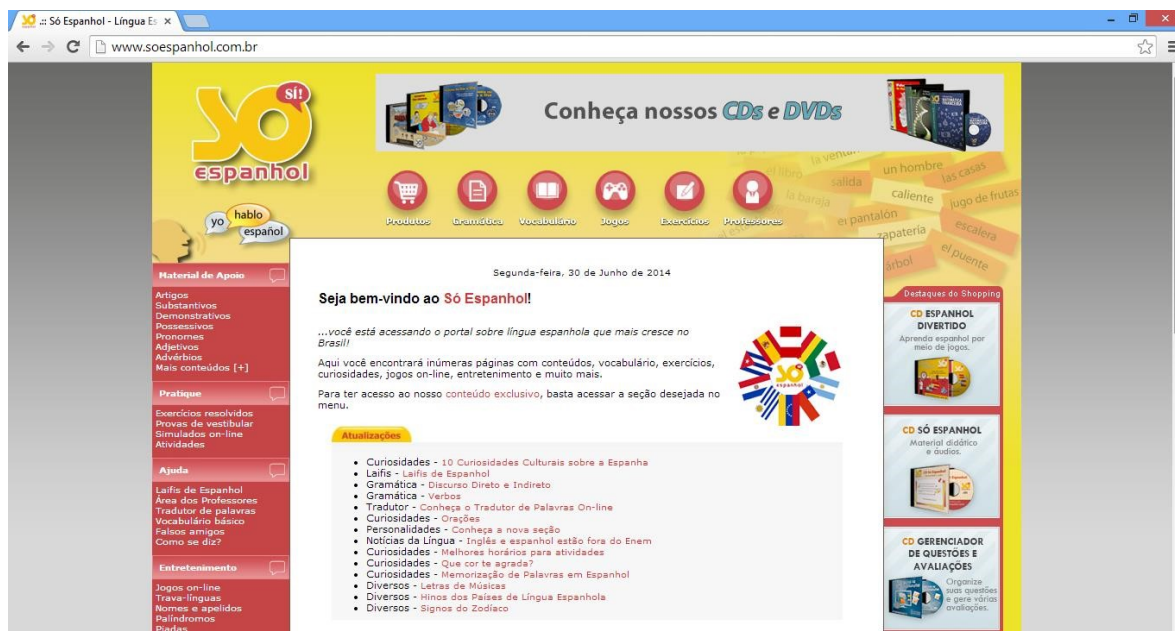 .:: Só Espanhol - Língua Es
www.soespanhol.com.br
sí!
só
espanhol
yo hablo español
Conheça nossos CDs e DVDs
Produtos Gramática Vocabulário Jogos Exercícios Professores
el libro
la baraja
salida
un hombre
las casas
caliente
jugo de frutas
el pantalón
zapatería
escalera
el puente
árbol
Material de Apoio
Artigos
Substantivos
Demonstrativos
Possessivos
Pronomes
Adjetivos
Advérbios
Mais conteúdos [+]
Pratique
Exercícios resolvidos
Provas de vestibular
Simulados on-line
Atividades
Ajuda
Laifis de Espanhol
Área dos Professores
Tradutor de palavras
Vocabulário básico
Falsos amigos
Como se diz?
Entretenimento
Jogos on-line
Trava-línguas
Nomes e apelidos
Palíndromos
Piadas
Segunda-feira, 30 de Junho de 2014
Seja bem-vindo ao Só Espanhol!
...você está acessando o portal sobre língua espanhola que mais cresce no
Brasil!
Aqui você encontrará inúmeras páginas com conteúdos, vocabulário, exercícios,
curiosidades, jogos on-line, entretenimento e muito mais.
Para ter acesso ao nosso conteúdo exclusivo, basta acessar a seção desejada no
menu.
só
espanhol
Atualizações
Curiosidades - 10 Curiosidades Culturais sobre a Espanha
Laifis - Laifis de Espanhol
Gramática - Discurso Direto e Indireto
Gramática - Verbos
Tradutor - Conheça o Tradutor de Palavras On-line
Curiosidades - Orações
Personalidades - Conheça a nova seção
Notícias da Língua - Inglês e espanhol estão fora do Enem
Curiosidades - Melhores horários para atividades
Curiosidades - Que cor te agrada?
Curiosidades - Memorização de Palavras em Espanhol
Diversos - Letras de Músicas
Diversos - Hinos dos Países de Língua Espanhola
Diversos - Signos do Zodíaco
Destaques do Shopping
CD ESPANHOL
DIVERTIDO
Aprenda espanhol por
meio de jogos.
CD SÓ ESPANHOL
Material didático
e áudios.
CD GERENCIADOR
DE QUESTÕES E
AVALIAÇÕES
Organize
suas questões
e gere várias
avaliações.